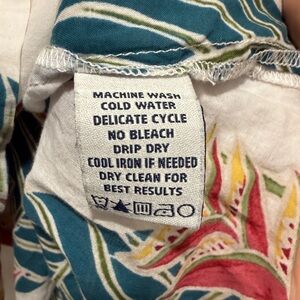 MACHINE WASH
COLD WATER
DELICATE CYCLE
NO BLEACH
DRIP DRY
COOL IRON IF NEEDED
DRY CLEAN FOR
BEST RESULTS